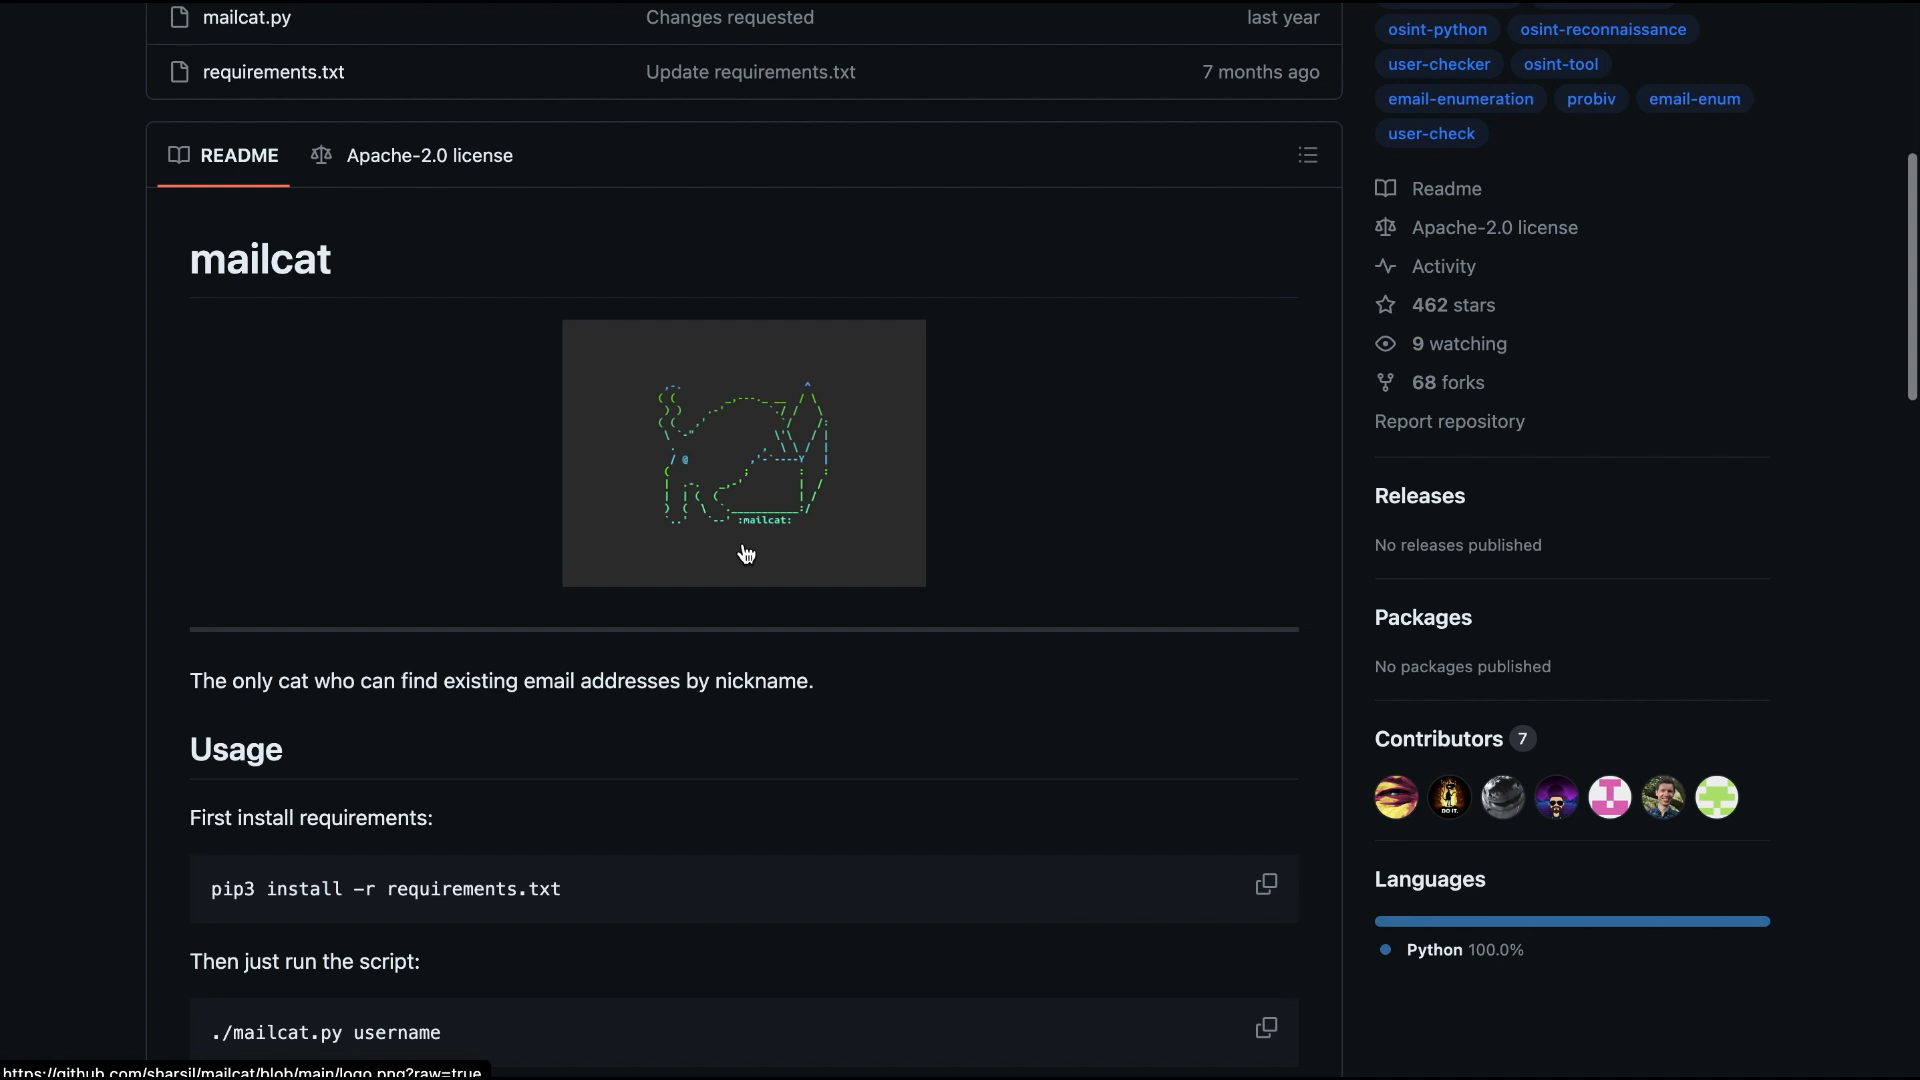 mailcat.py Changes requested last year
requirements.txt Update requirements.txt 7 months ago
README Apache-2.0 license
mailcat
:mailcat:
The only cat who can find existing email addresses by nickname.
Usage
First install requirements:
pip3 install -r requirements.txt
Then just run the script:
./mailcat.py username
osint-python osint-reconnaissance
user-checker osint-tool
email-enumeration probiv email-enum
user-check
Readme
Apache-2.0 license
Activity
462 stars
9 watching
68 forks
Report repository
Releases
No releases published
Packages
No packages published
Contributors 7
DO IT.
Languages
Python 100.0%
https://github.com/sharsil/mailcat/blob/main/logo.png?raw=true